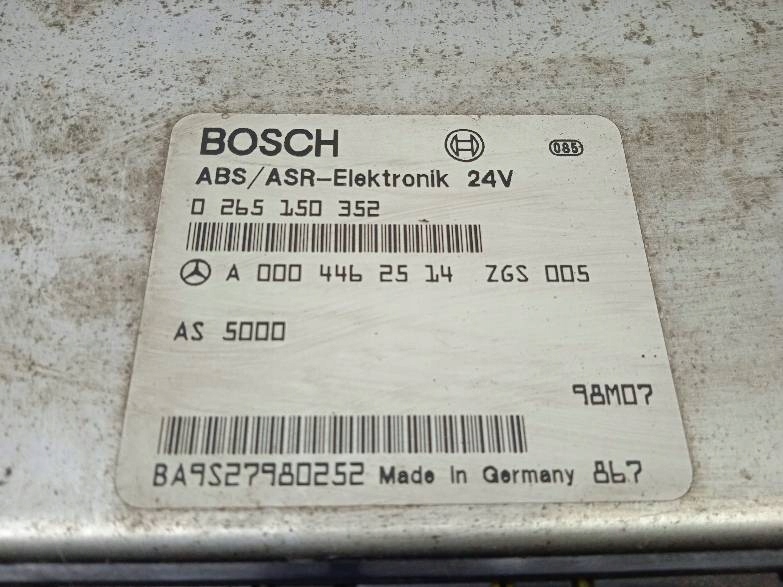 BOSCH 085
ABS/ASR-Elektronik 24V
0 265 150 352
A 000 446 25 14 ZGS 005
AS 5000
98M07
BA9S27980252 Made In Germany 867